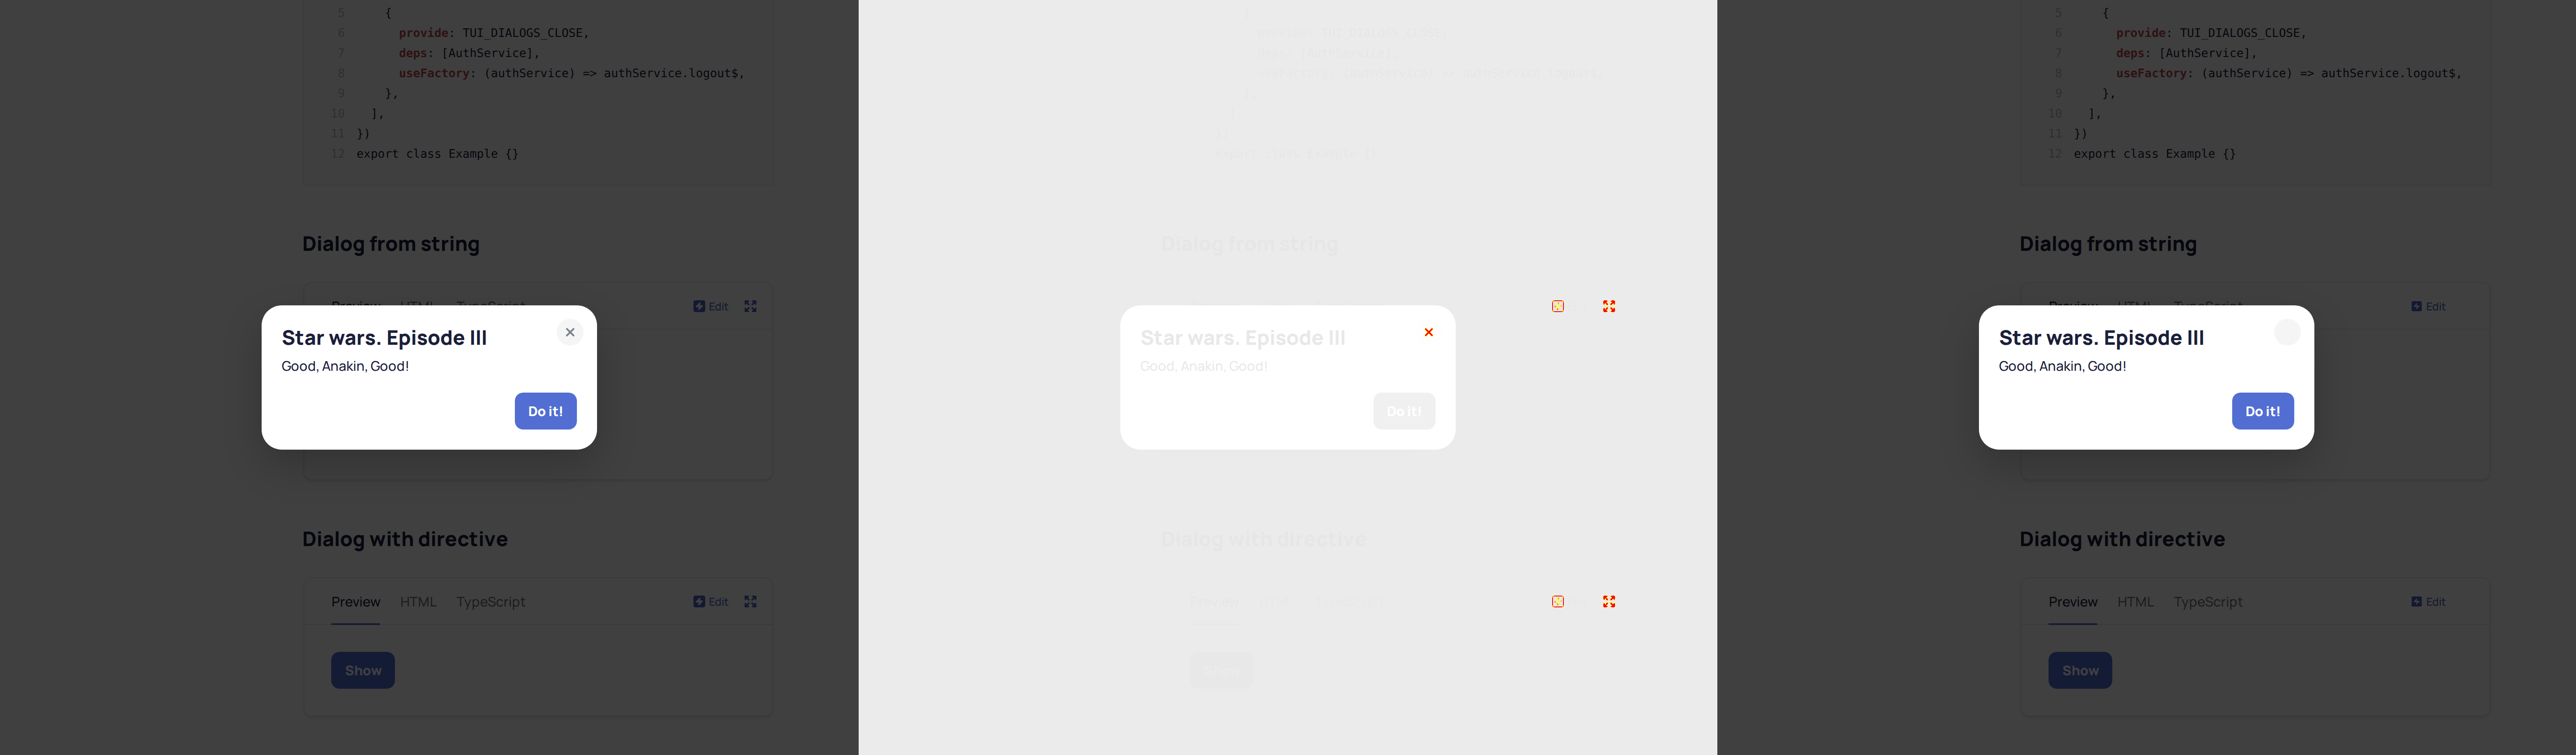 5 {
6 provide: TUI_DIALOGS_CLOSE,
7 deps: [AuthService],
8 useFactory: (authService) => authService.logout$,
9 },
10 ],
11 })
12 export class Example {}
Dialog from string
Preview HTML TypeScript
Edit
Star wars. Episode III
Good, Anakin, Good!
Do it!
Dialog with directive
Preview HTML TypeScript
Edit
Show
Dialog from string
Star wars. Episode III
Good, Anakin, Good!
Do it!
Dialog with directive
5 {
6 provide: TUI_DIALOGS_CLOSE,
7 deps: [AuthService],
8 useFactory: (authService) => authService.logout$,
9 },
10 ],
11 })
12 export class Example {}
Dialog from string
Preview HTML TypeScript
Edit
Star wars. Episode III
Good, Anakin, Good!
Do it!
Dialog with directive
Preview HTML TypeScript
Edit
Show